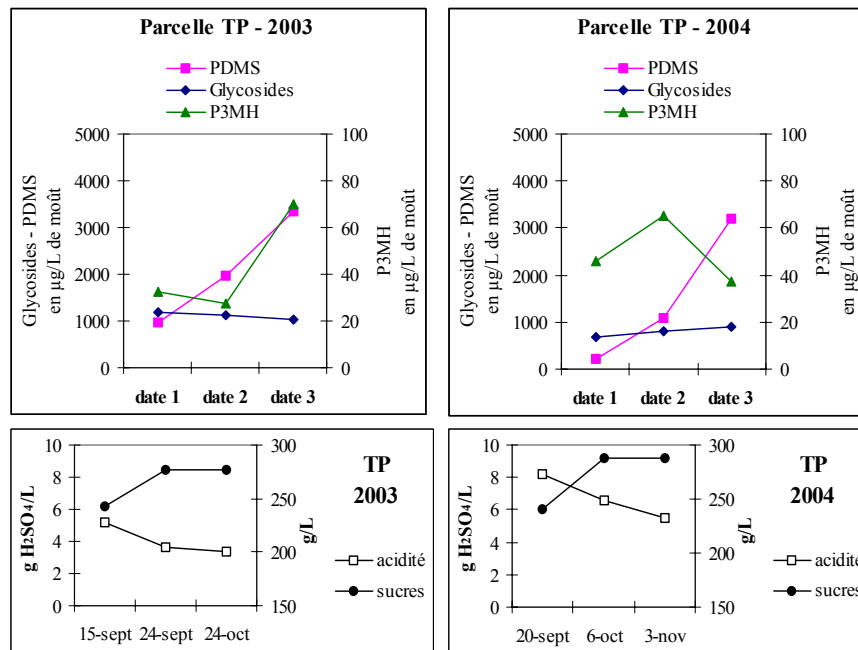 Parcelle TP - 2003
PDMS
Glycosides
P3MH
Glycosides - PDMS
en µg/L de moût
5000
4000
3000
2000
1000
0
100
80
60
40
20
0
P3MH
en µg/L de moût
date 1 date 2 date 3
Parcelle TP - 2004
PDMS
Glycosides
P3MH
Glycosides - PDMS
en µg/L de moût
5000
4000
3000
2000
1000
0
100
80
60
40
20
0
P3MH
en µg/L de moût
date 1 date 2 date 3
g H₂SO₄/L
10
8
6
4
2
0
300
250
200
150
g/L
15-sept 24-sept 24-oct
TP
2003
acidité
sucres
g H₂SO₄/L
10
8
6
4
2
0
300
250
200
150
g/L
20-sept 6-oct 3-nov
TP
2004
acidité
sucres